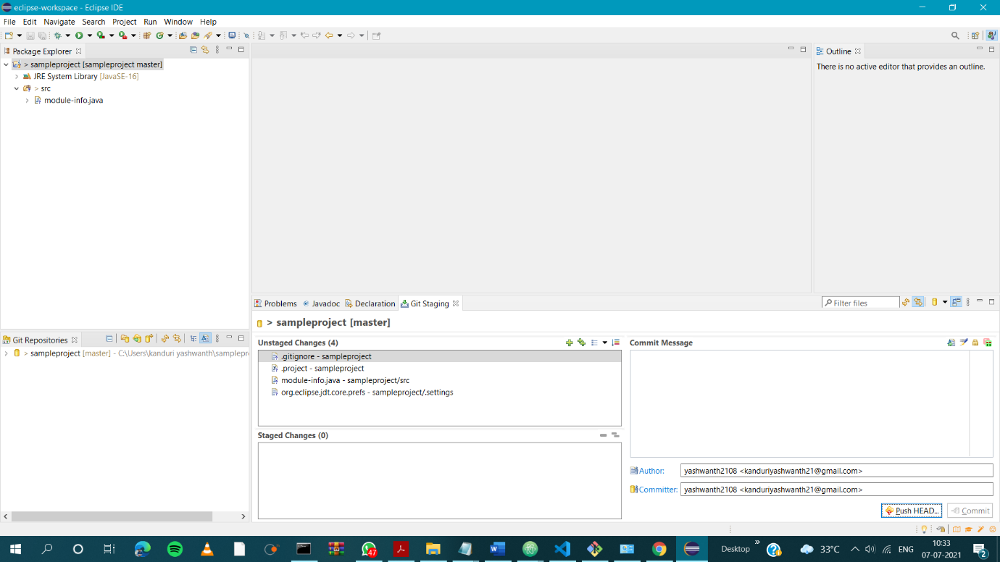 eclipse-workspace - Eclipse IDE
File Edit Navigate Search Project Run Window Help
Package Explorer
> sampleproject [sampleproject master]
JRE System Library [JavaSE-16]
> src
module-info.java
Outline
There is no active editor that provides an outline.
Git Repositories
> sampleproject [master] - C:\Users\kanduri yashwanth\samplepr
Problems Javadoc Declaration Git Staging
Filter files
> sampleproject [master]
Unstaged Changes (4)
.gitignore - sampleproject
.project - sampleproject
module-info.java - sampleproject/src
org.eclipse.jdt.core.prefs - sampleproject/.settings
Staged Changes (0)
Commit Message
Author: yashwanth2108 <kanduriyashwanth21@gmail.com>
Committer: yashwanth2108 <kanduriyashwanth21@gmail.com>
Push HEAD... Commit
47
Desktop
33°C
ENG
10:33
07-07-2021
2